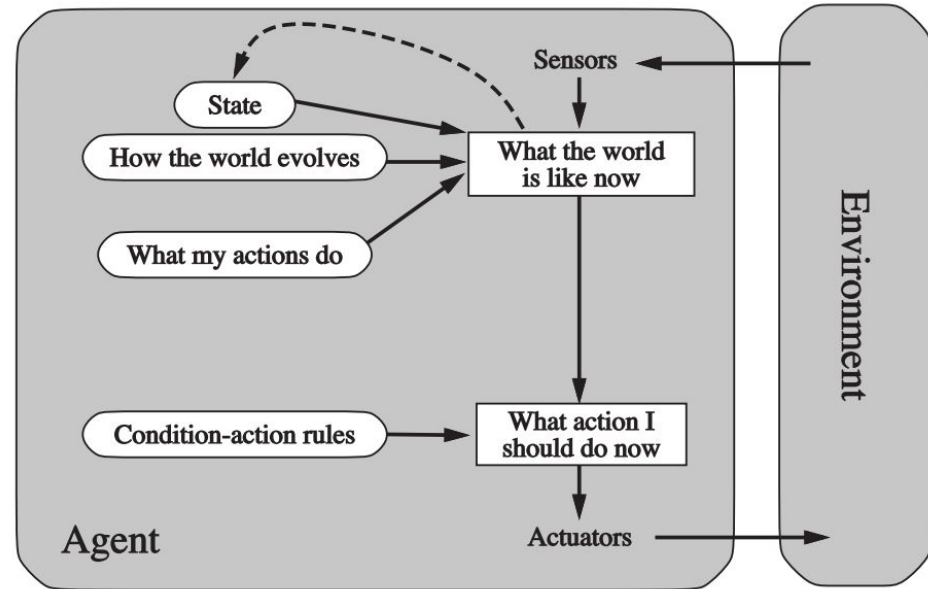 Sensors
State
How the world evolves
What the world
is like now
What my actions do
Environment
Condition-action rules
What action I
should do now
Agent
Actuators